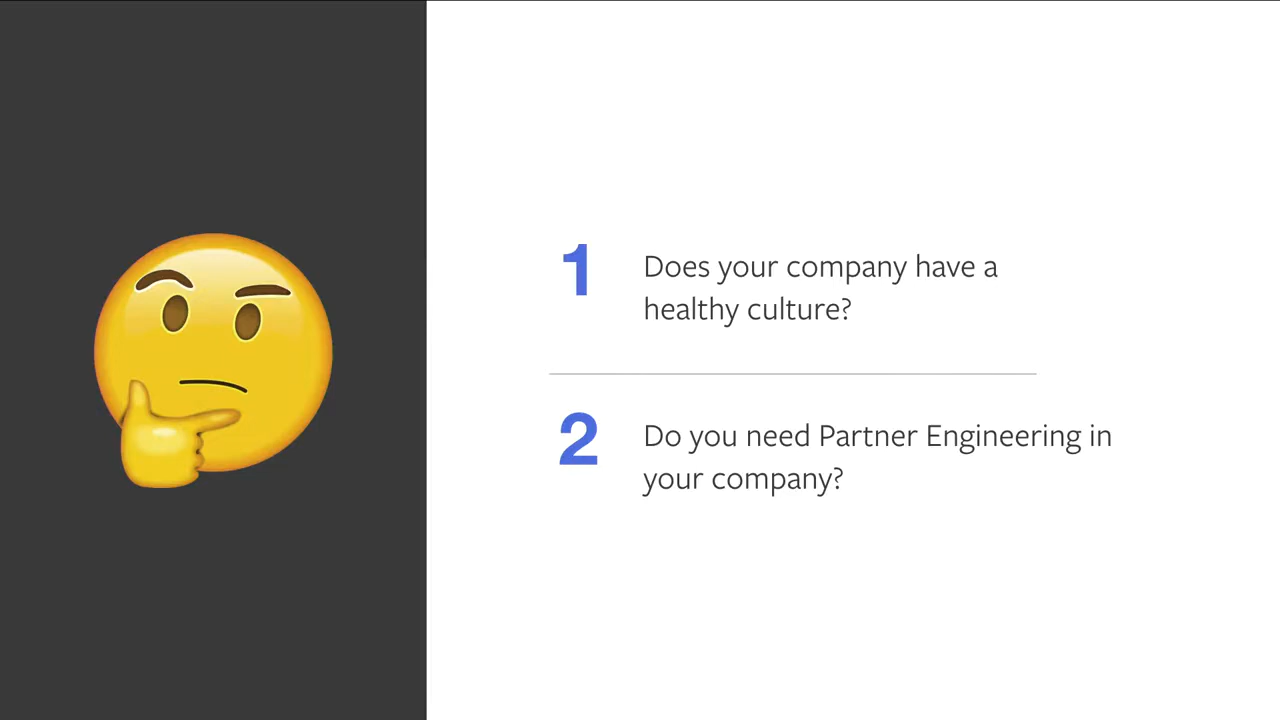 1
Does your company have a
healthy culture?
2
Do you need Partner Engineering in
your company?